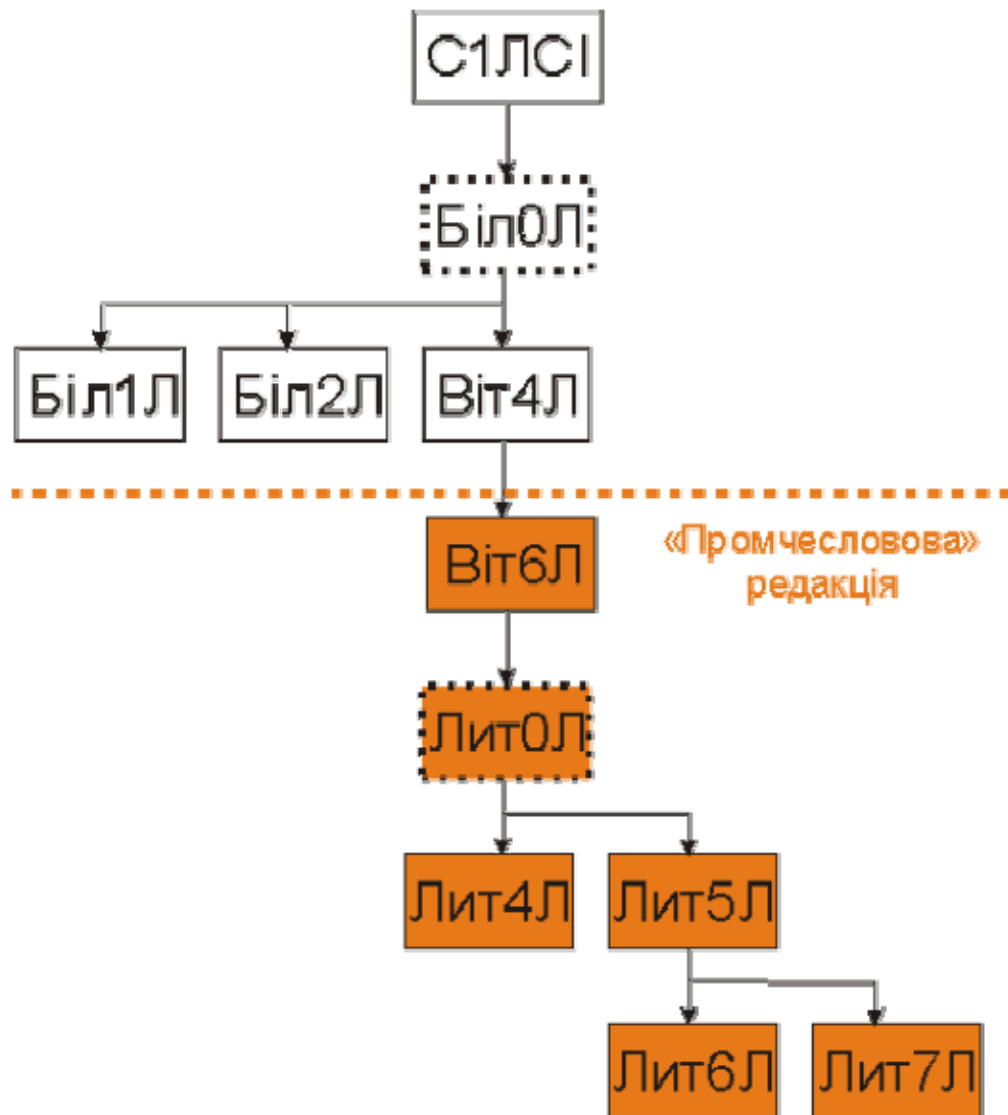 С1ЛСІ
Біл0Л
Біл1Л Біл2Л Віт4Л
«Промчесловова»
редакція
Віт6Л
Лит0Л
Лит4Л Лит5Л
Лит6Л Лит7Л